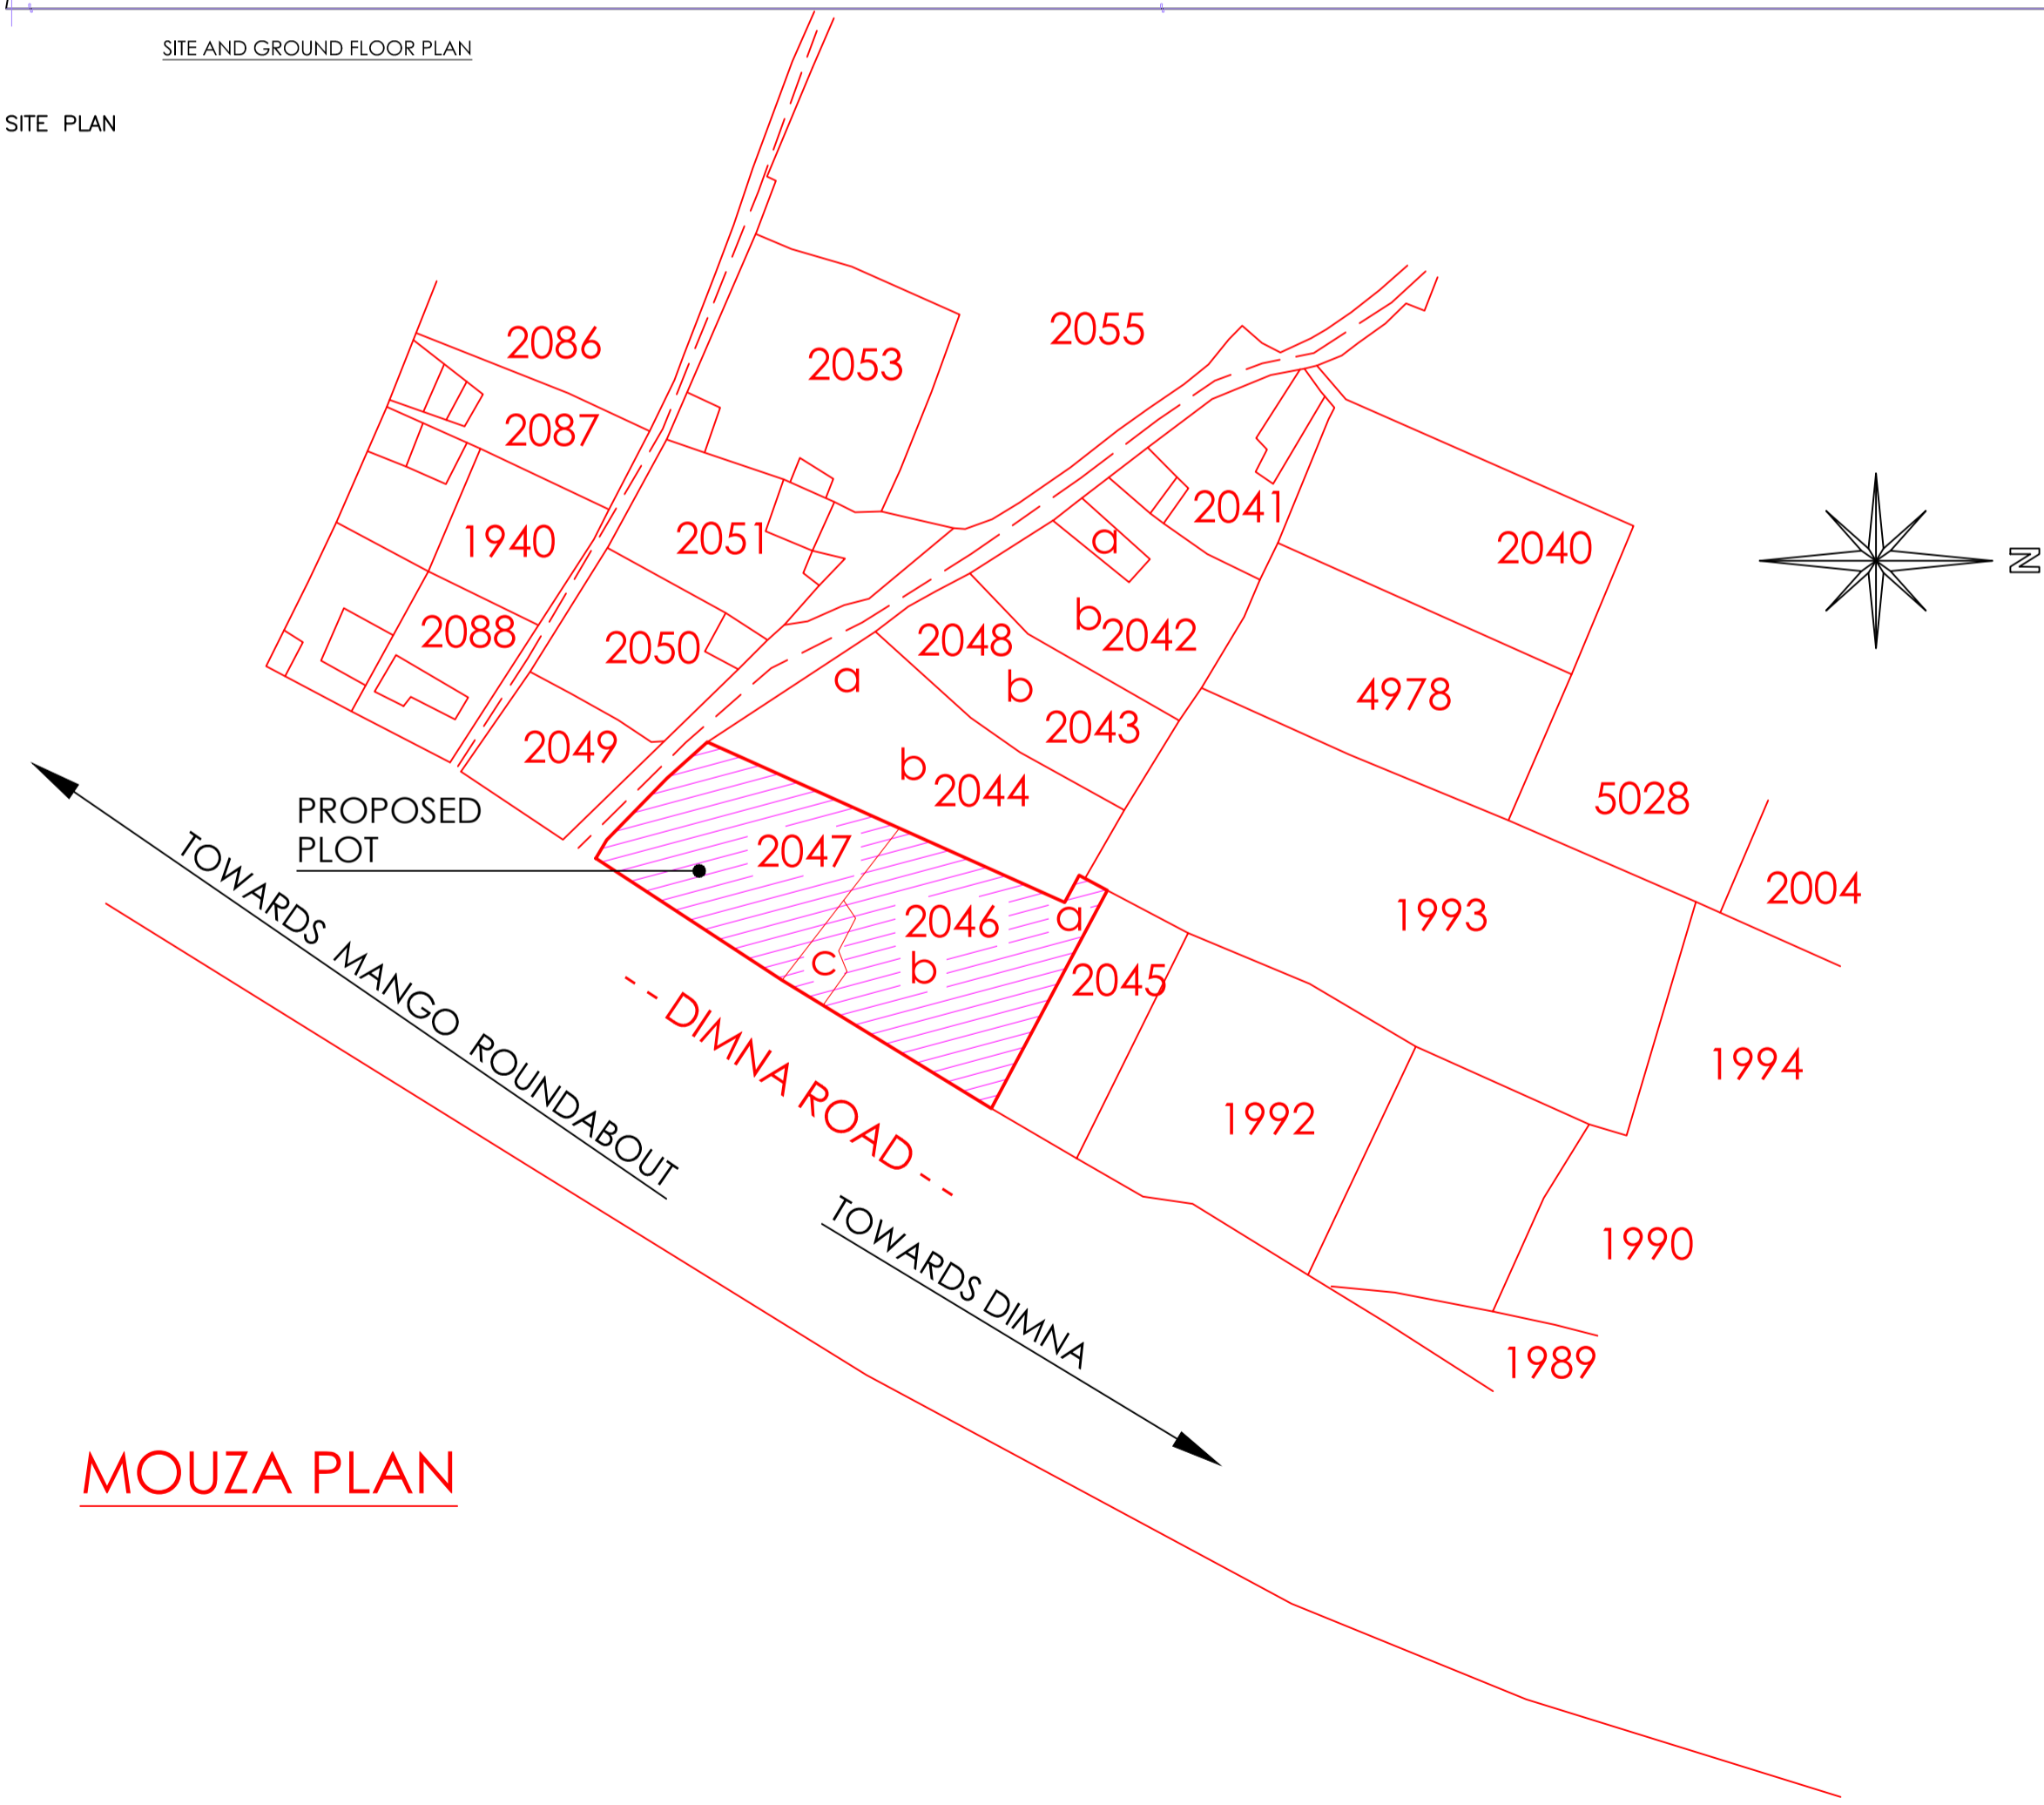 SITE AND GROUND FLOOR PLAN
SITE PLAN
2086
2053
2055
2087
1940
2051
2041
a
2040
2088
2050
2048
b
2042
a
b
2043
4978
2049
b
2044
5028
PROPOSED
PLOT
2047
2046
a
1993
2004
c
b
2045
TOWARDS MANGO ROUNDABOUT
- - DIMNA ROAD - -
1992
1994
TOWARDS DIMNA
1990
1989
MOUZA PLAN
N